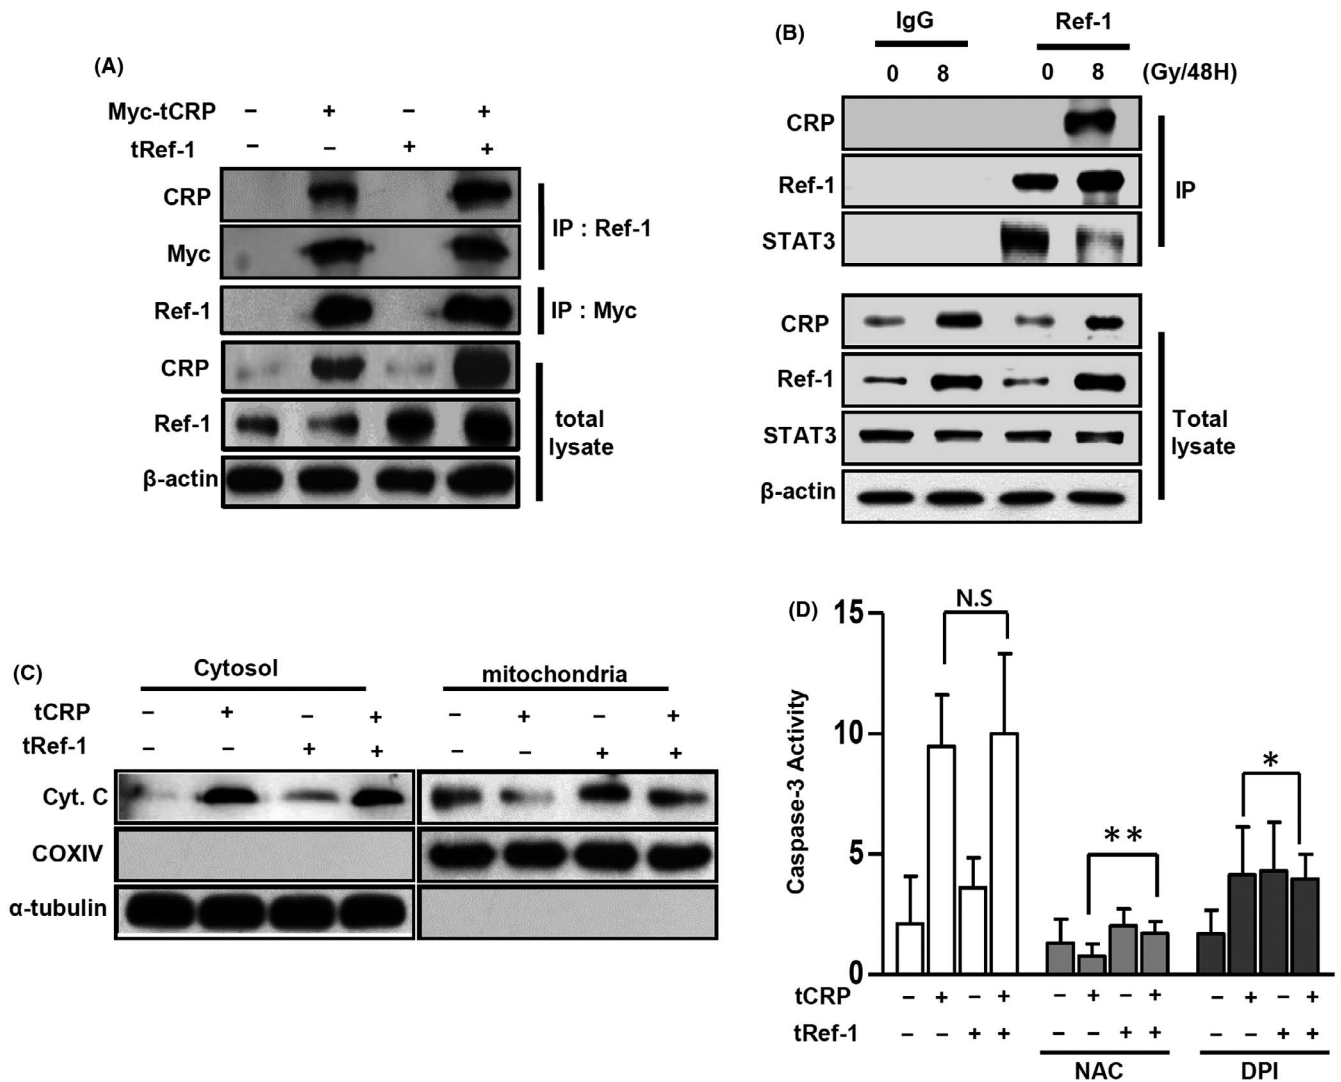 (A)
Myc-tCRP − + − +
tRef-1 − − + +
CRP
Myc
IP : Ref-1
Ref-1
IP : Myc
CRP
Ref-1
β-actin
total
lysate
(B)
IgG Ref-1
0 8 0 8 (Gy/48H)
CRP
Ref-1
STAT3
IP
CRP
Ref-1
STAT3
β-actin
Total
lysate
(C)
Cytosol mitochondria
tCRP − + − + − + − +
tRef-1 − − + + − − + +
Cyt. C
COXIV
α-tubulin
(D)
Caspase-3 Activity
15
10
5
0
N.S
**
*
tCRP − + − + − + − + − + − +
tRef-1 − − + + − − + + − − + +
NAC DPI